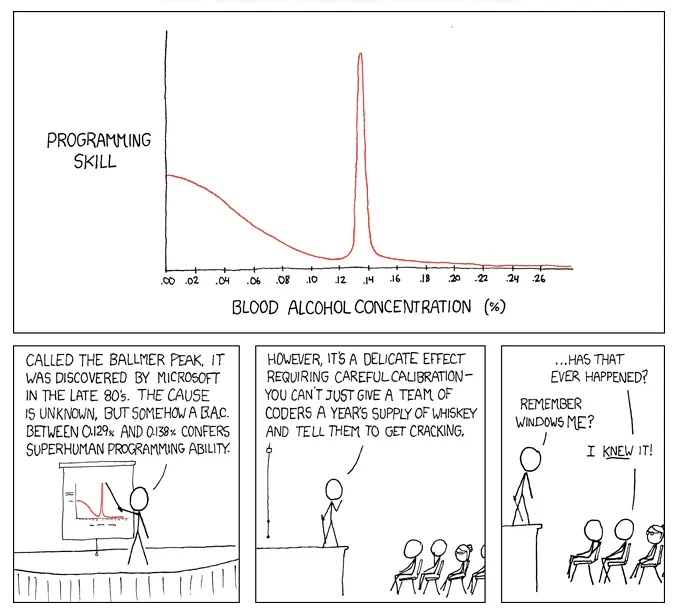 PROGRAMMING
SKILL
.00 .02 .04 .06 .08 .10 .12 .14 .16 .18 .20 .22 .24 .26
BLOOD ALCOHOL CONCENTRATION (%)
CALLED THE BALLMER PEAK, IT
WAS DISCOVERED BY MICROSOFT
IN THE LATE 80's. THE CAUSE
IS UNKNOWN, BUT SOMEHOW A B.A.C.
BETWEEN 0.129% AND 0.138% CONFERS
SUPERHUMAN PROGRAMMING ABILITY.
HOWEVER, IT'S A DELICATE EFFECT
REQUIRING CAREFUL CALIBRATION—
YOU CAN'T JUST GIVE A TEAM OF
CODERS A YEAR'S SUPPLY OF WHISKEY
AND TELL THEM TO GET CRACKING.
...HAS THAT
EVER HAPPENED?
REMEMBER
WINDOWS ME?
I KNEW IT!